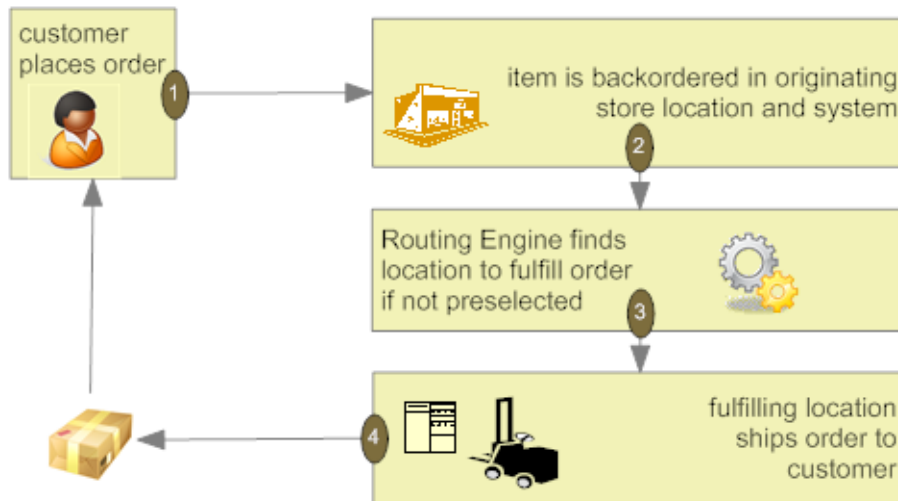 customer
places order
1
item is backordered in originating
store location and system
2
Routing Engine finds
location to fulfill order
if not preselected
3
fulfilling location
ships order to
customer
4